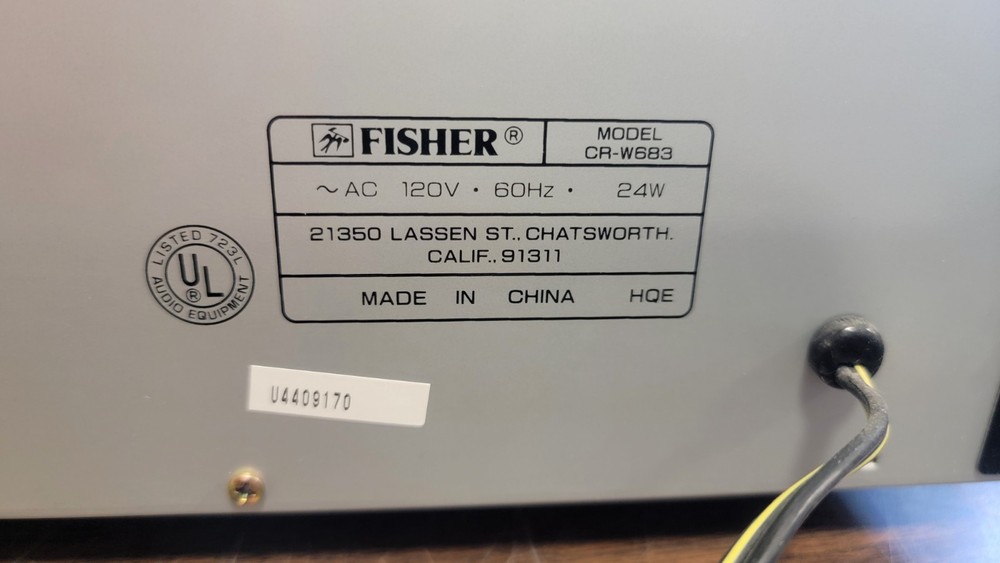 FISHER®
MODEL
CR-W683
~ AC 120V · 60Hz · 24W
21350 LASSEN ST., CHATSWORTH.
CALIF., 91311
MADE IN CHINA HQE
LISTED 723L
UL®
AUDIO EQUIPMENT
U4409170